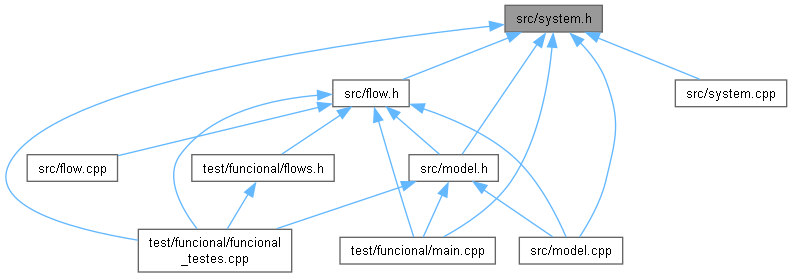 src/system.h
src/flow.h
src/system.cpp
src/flow.cpp
test/funcional/flows.h
src/model.h
test/funcional/funcional
_testes.cpp
test/funcional/main.cpp
src/model.cpp